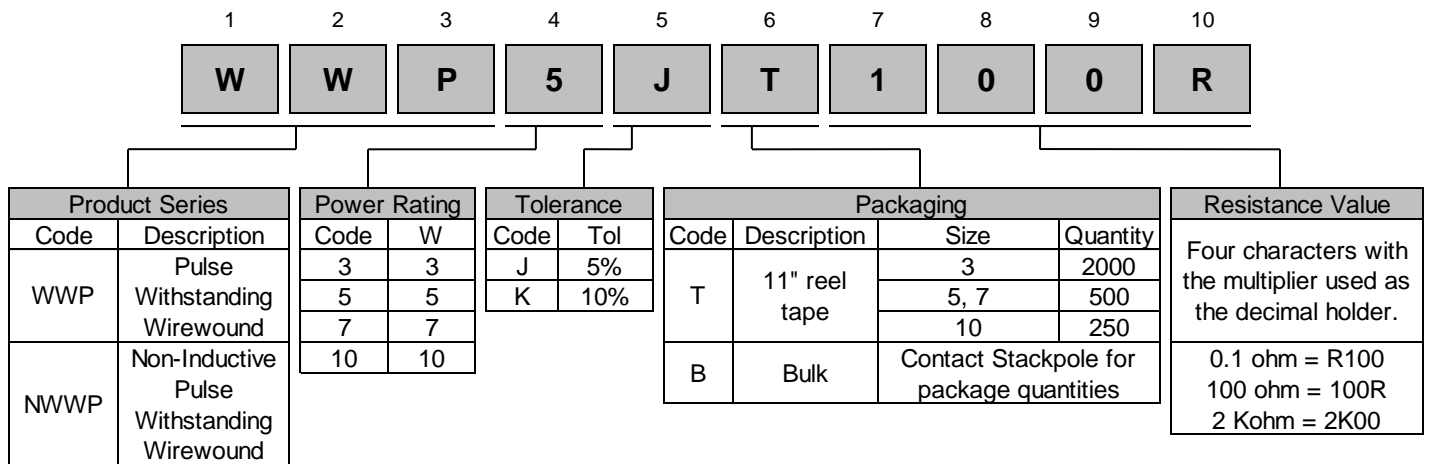 1 2 3 4 5 6 7 8 9 10
W W P 5 J T 1 0 0 R
Product Series
Code Description
WWP
Pulse
Withstanding
Wirewound
NWWP
Non-Inductive
Pulse
Withstanding
Wirewound
Power Rating
Code W
3 3
5 5
7 7
10 10
Tolerance
Code Tol
J 5%
K 10%
Packaging
Code Description Size Quantity
T
11" reel
tape
3 2000
5, 7 500
10 250
B Bulk
Contact Stackpole for
package quantities
Resistance Value
Four characters with
the multiplier used as
the decimal holder.
0.1 ohm = R100
100 ohm = 100R
2 Kohm = 2K00